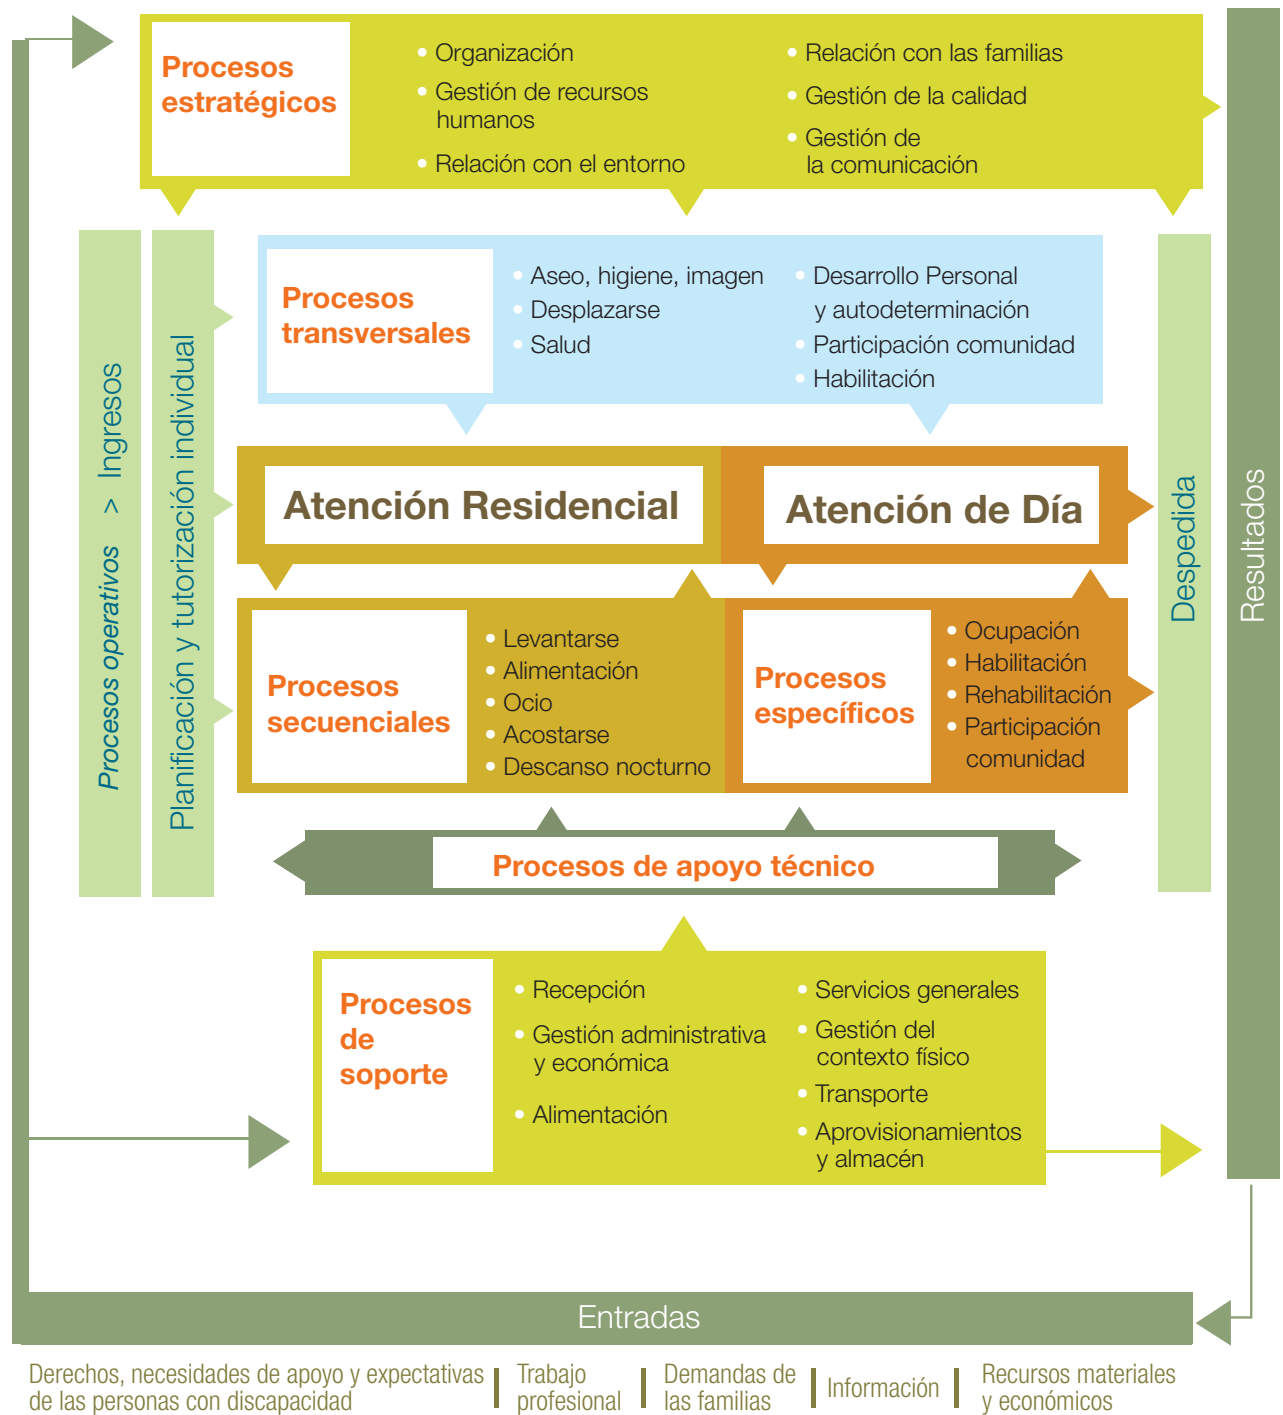 Procesos
estratégicos
• Organización
• Gestión de recursos
humanos
• Relación con el entorno
• Relación con las familias
• Gestión de la calidad
• Gestión de
la comunicación
Procesos operativos > Ingresos
Planificación y tutorización individual
Procesos
transversales
• Aseo, higiene, imagen
• Desplazarse
• Salud
• Desarrollo Personal
y autodeterminación
• Participación comunidad
• Habilitación
Atención Residencial
Atención de Día
Procesos
secuenciales
• Levantarse
• Alimentación
• Ocio
• Acostarse
• Descanso nocturno
Procesos
específicos
• Ocupación
• Habilitación
• Rehabilitación
• Participación
comunidad
Despedida
Resultados
Procesos de apoyo técnico
Procesos
de
soporte
• Recepción
• Gestión administrativa
y económica
• Alimentación
• Servicios generales
• Gestión del
contexto físico
• Transporte
• Aprovisionamientos
y almacén
Entradas
Derechos, necesidades de apoyo y expectativas
de las personas con discapacidad
Trabajo
profesional
Demandas de
las familias
Información
Recursos materiales
y económicos